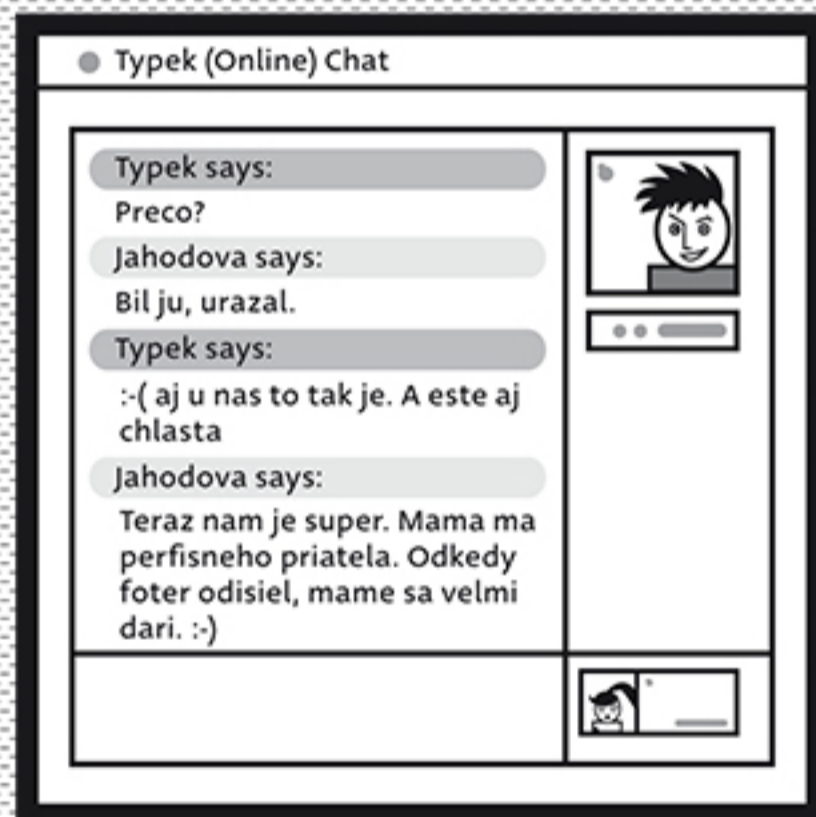 Typek (Online) Chat
Typek says:
Preco?
Jahodova says:
Bil ju, urazal.
Typek says:
:-( aj u nas to tak je. A este aj
chlasta
Jahodova says:
Teraz nam je super. Mama ma
perfisneho priatela. Odkedy
foter odisiel, mame sa velmi
dari. :-)